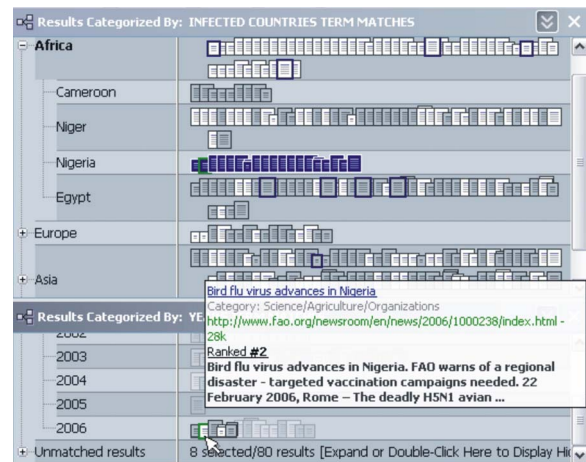 Results Categorized By: INFECTED COUNTRIES TERM MATCHES
Africa
Cameroon
Niger
Nigeria
Egypt
Europe
Asia
Bird flu virus advances in Nigeria
Category: Science/Agriculture/Organizations
http://www.fao.org/newsroom/en/news/2006/1000238/index.html -
28k
Ranked #2
Bird flu virus advances in Nigeria. FAO warns of a regional
disaster - targeted vaccination campaigns needed. 22
February 2006, Rome – The deadly H5N1 avian ...
Results Categorized By: YE
2002
2003
2004
2005
2006
Unmatched results 8 selected/80 results [Expand or Double-Click Here to Display Hi